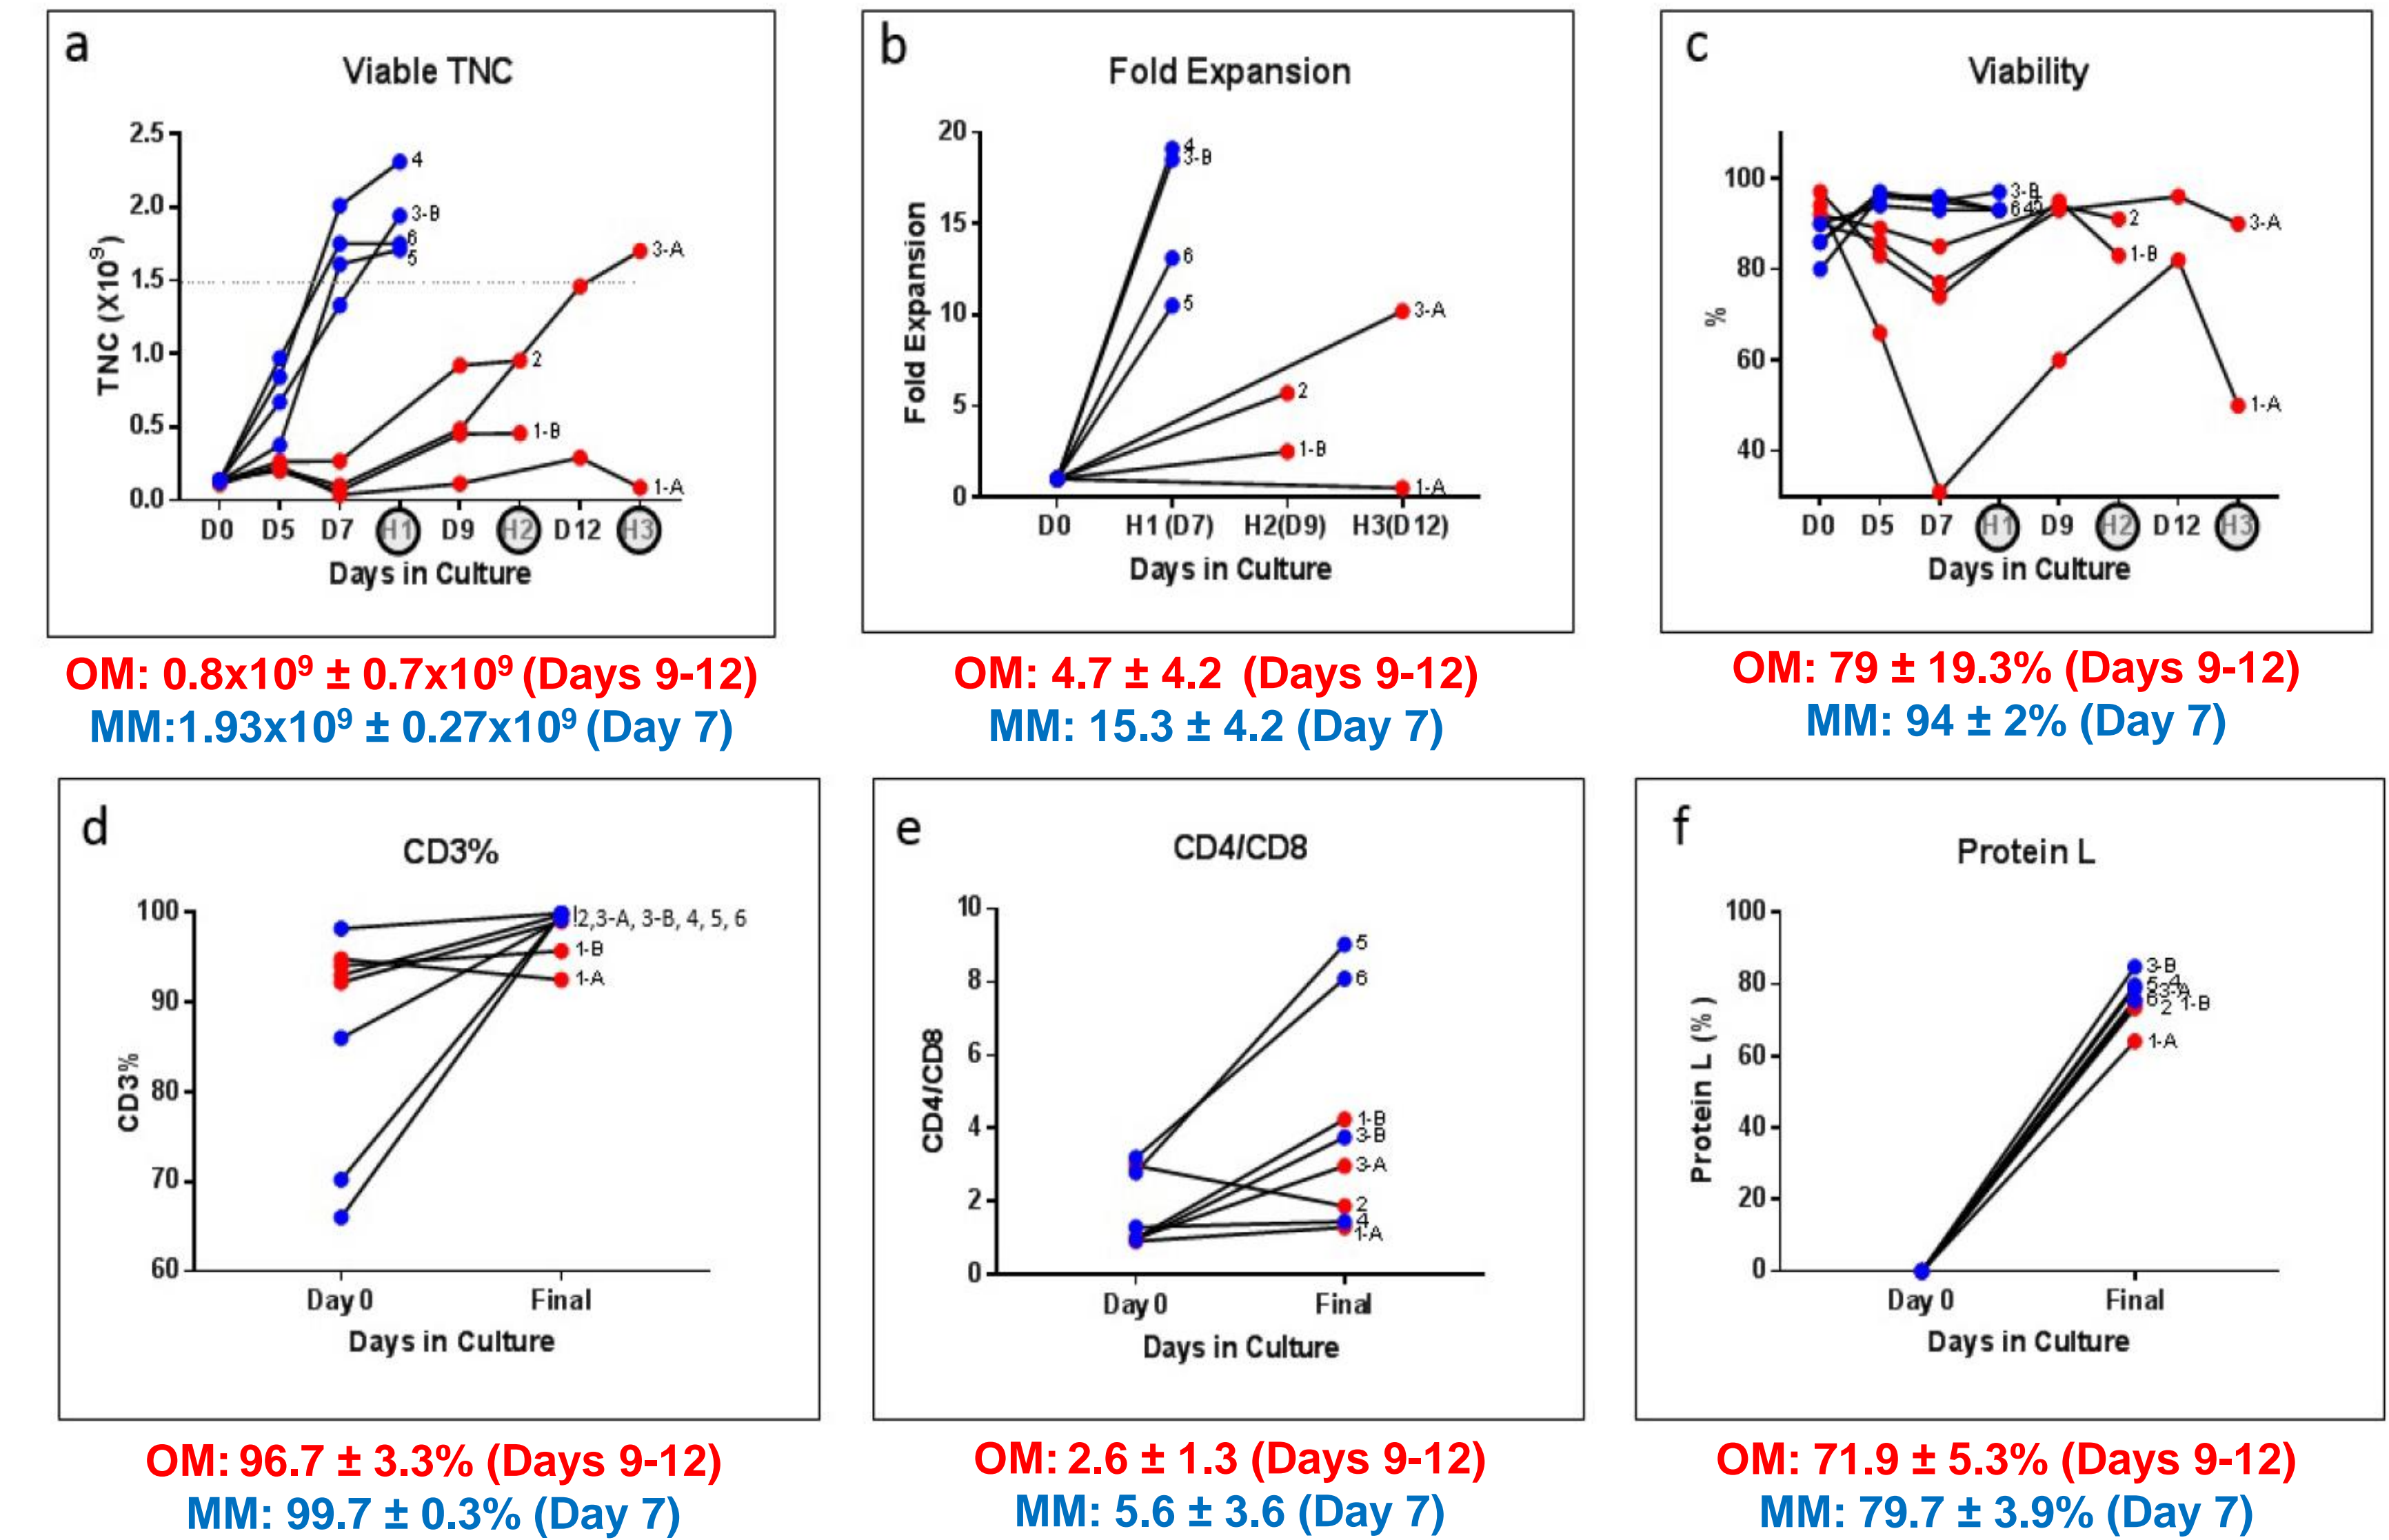 a
Viable TNC
TNC (X10⁹)
2.5
2.0
1.5
1.0
0.5
0.0
4
3-B
6
5
3-A
2
1-B
1-A
D0 D5 D7 H1 D9 H2 D12 H3
Days in Culture
OM: 0.8x10⁹ ± 0.7x10⁹ (Days 9-12)
MM:1.93x10⁹ ± 0.27x10⁹ (Day 7)
b
Fold Expansion
Fold Expansion
20
15
10
5
0
4
3-B
6
5
3-A
2
1-B
1-A
D0 H1 (D7) H2(D9) H3(D12)
Days in Culture
OM: 4.7 ± 4.2 (Days 9-12)
MM: 15.3 ± 4.2 (Day 7)
c
Viability
%
100
80
60
40
3-B
6 4 5
2
3-A
1-B
1-A
D0 D5 D7 H1 D9 H2 D12 H3
Days in Culture
OM: 79 ± 19.3% (Days 9-12)
MM: 94 ± 2% (Day 7)
d
CD3%
CD3%
100
90
80
70
60
2,3-A, 3-B, 4, 5, 6
1-B
1-A
Day 0 Final
Days in Culture
OM: 96.7 ± 3.3% (Days 9-12)
MM: 99.7 ± 0.3% (Day 7)
e
CD4/CD8
CD4/CD8
10
8
6
4
2
0
5
6
1-B
3-B
3-A
2
4
1-A
Day 0 Final
Days in Culture
OM: 2.6 ± 1.3 (Days 9-12)
MM: 5.6 ± 3.6 (Day 7)
f
Protein L
Protein L (%)
100
80
60
40
20
0
3-B
5 4
3-A
6 2 1-B
1-A
Day 0 Final
Days in Culture
OM: 71.9 ± 5.3% (Days 9-12)
MM: 79.7 ± 3.9% (Day 7)